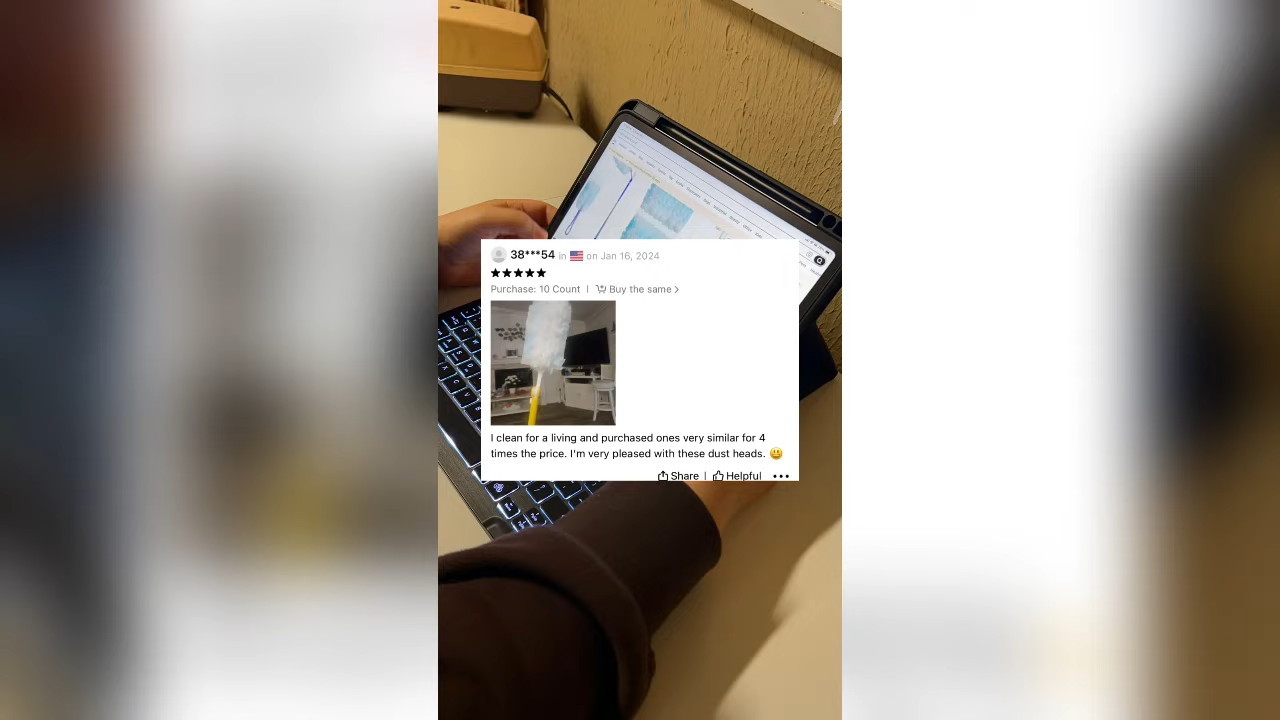 38***54 in on Jan 16, 2024
Purchase: 10 Count | Buy the same >
I clean for a living and purchased ones very similar for 4
times the price. I'm very pleased with these dust heads. 😃
Share | Helpful •••